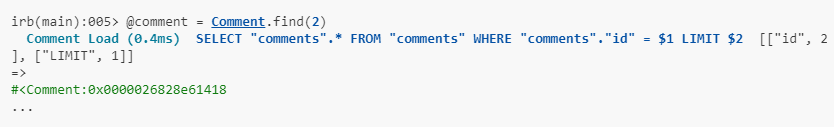 irb(main):005> @comment = Comment.find(2)
  Comment Load (0.4ms)  SELECT "comments".* FROM "comments" WHERE "comments"."id" = $1 LIMIT $2  [["id", 2
], ["LIMIT", 1]]
=>
#<Comment:0x0000026828e61418
...